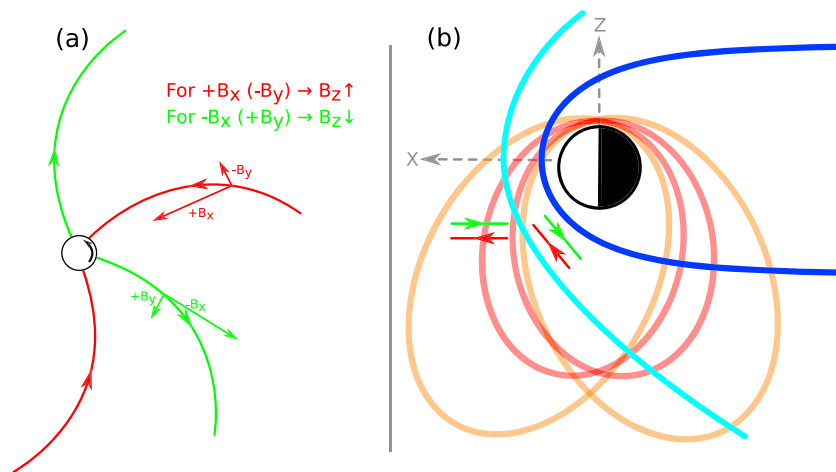 (a)
For +Bx (-By) → Bz↑
For -Bx (+By) → Bz↓
-By
+Bx
+By
-Bx
(b)
Z
X